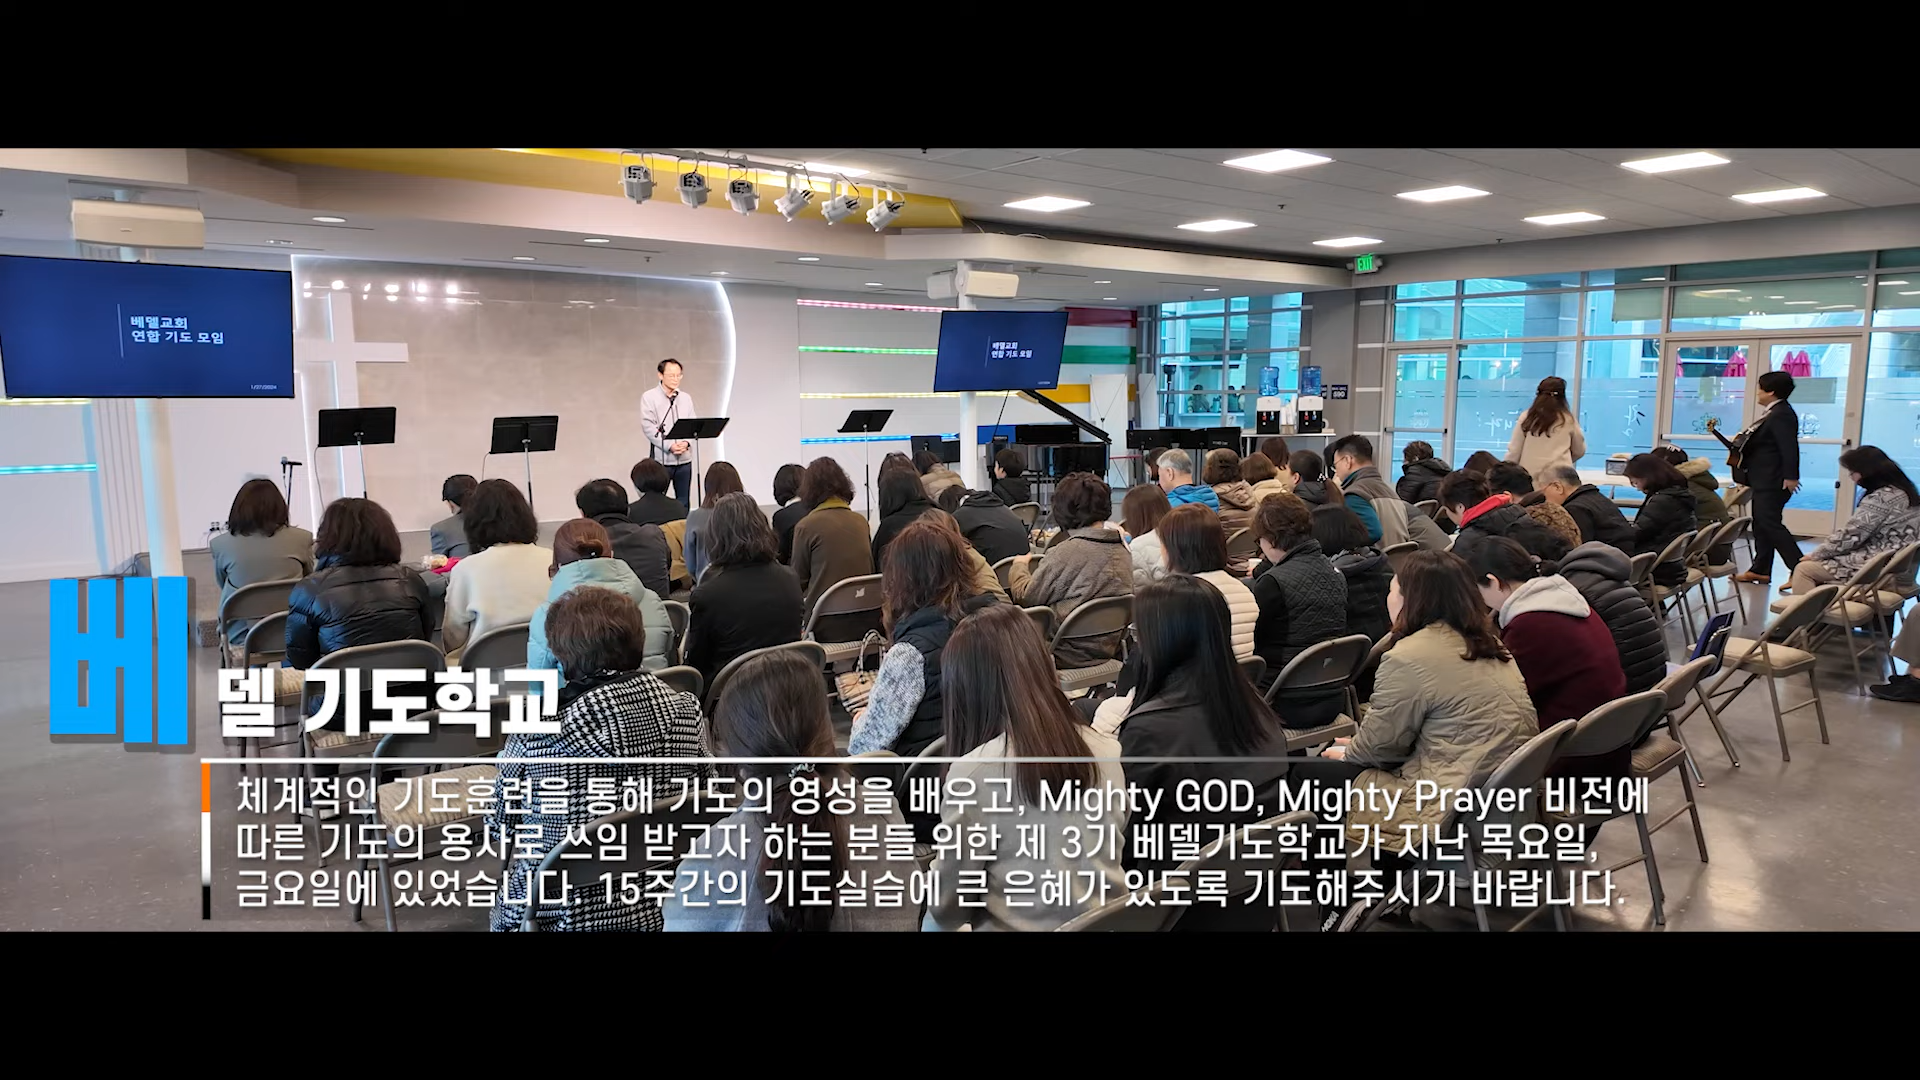 베델교회
연합 기도 모임
1/27/2024
베델교회
연합 기도 모임
EXIT
베델 기도학교
체계적인 기도훈련을 통해 기도의 영성을 배우고, Mighty GOD, Mighty Prayer 비전에
따른 기도의 용사로 쓰임 받고자 하는 분들 위한 제 3기 베델기도학교가 지난 목요일,
금요일에 있었습니다. 15주간의 기도실습에 큰 은혜가 있도록 기도해주시기 바랍니다.